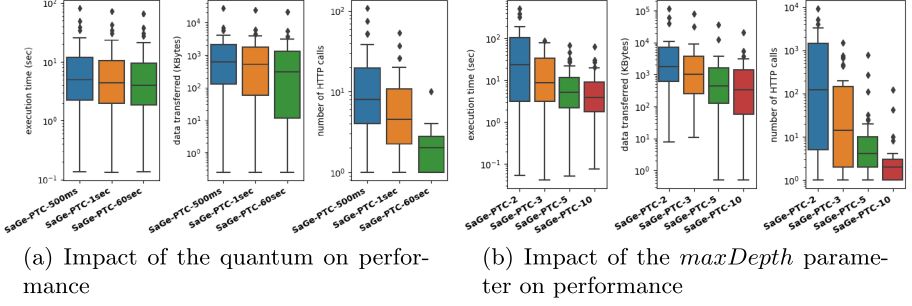 execution time (sec)
10²
10¹
10⁰
10⁻¹
SaGe-PTC-500ms
SaGe-PTC-1sec
SaGe-PTC-60sec
data transferred (KBytes)
10⁴
10³
10²
10¹
10⁰
SaGe-PTC-500ms
SaGe-PTC-1sec
SaGe-PTC-60sec
number of HTTP calls
10²
10¹
10⁰
SaGe-PTC-500ms
SaGe-PTC-1sec
SaGe-PTC-60sec
(a) Impact of the quantum on perfor-
mance
execution time (sec)
10²
10¹
10⁰
10⁻¹
SaGe-PTC-2
SaGe-PTC-3
SaGe-PTC-5
SaGe-PTC-10
data transferred (KBytes)
10⁵
10⁴
10³
10²
10¹
10⁰
SaGe-PTC-2
SaGe-PTC-3
SaGe-PTC-5
SaGe-PTC-10
number of HTTP calls
10⁴
10³
10²
10¹
10⁰
SaGe-PTC-2
SaGe-PTC-3
SaGe-PTC-5
SaGe-PTC-10
(b) Impact of the maxDepth parame-
ter on performance